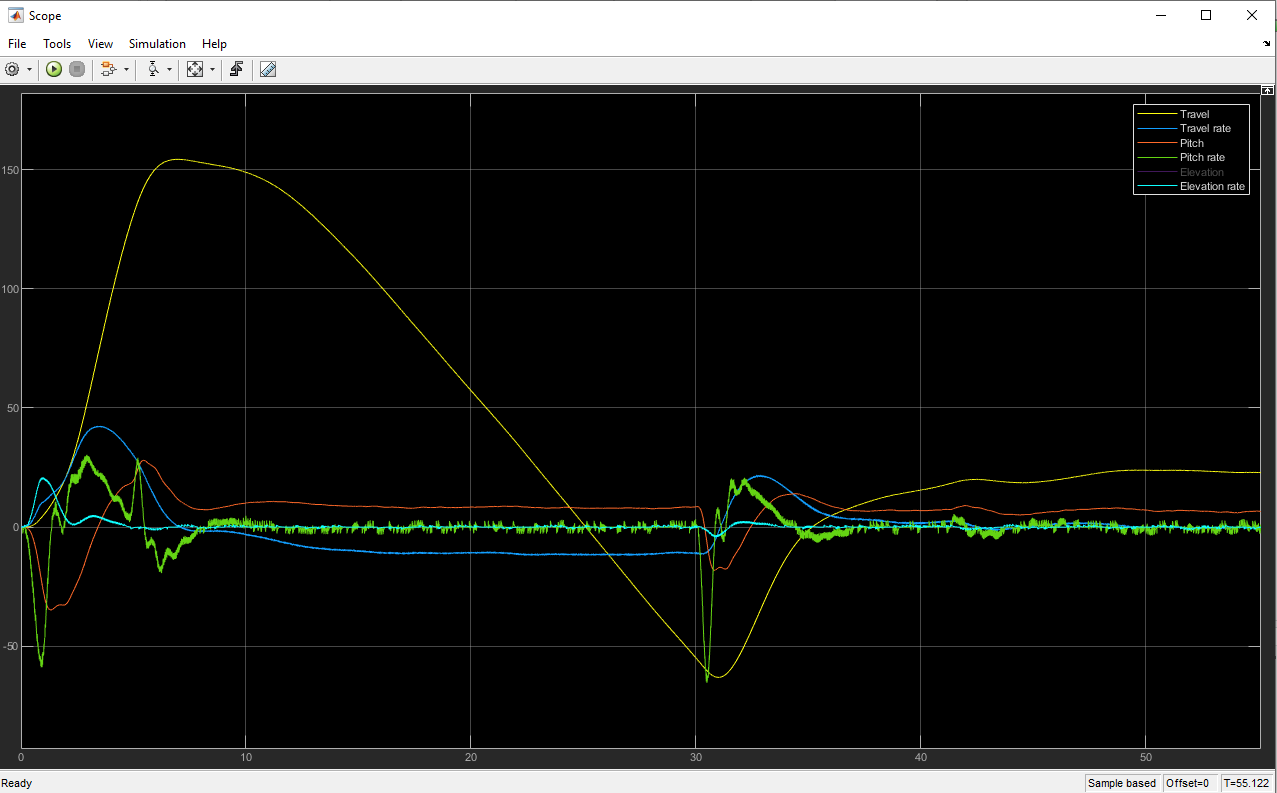 Scope
File Tools View Simulation Help
Travel
Travel rate
Pitch
Pitch rate
Elevation
Elevation rate
150
100
50
0
-50
0 10 20 30 40 50
Ready Sample based Offset=0 T=55.122